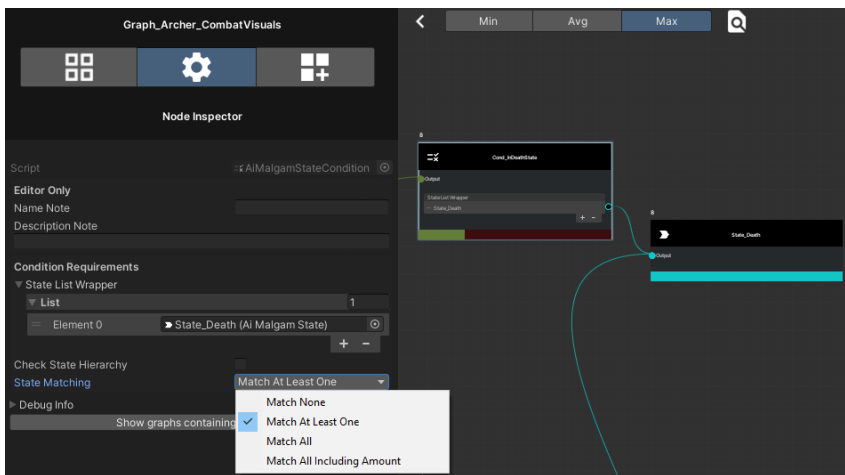 Graph_Archer_CombatVisuals
Min
Avg
Max
Node Inspector
Script
AiMalgamStateCondition
Editor Only
Name Note
Description Note
Condition Requirements
State List Wrapper
List
1
Element 0
State_Death (Ai Malgam State)
+ -
Check State Hierarchy
State Matching
Match At Least One
Debug Info
Show graphs containing
Match None
Match At Least One
Match All
Match All Including Amount
8
Cond_InDeathState
Output
State List Wrapper
State_Death
+ -
8
State_Death
Output